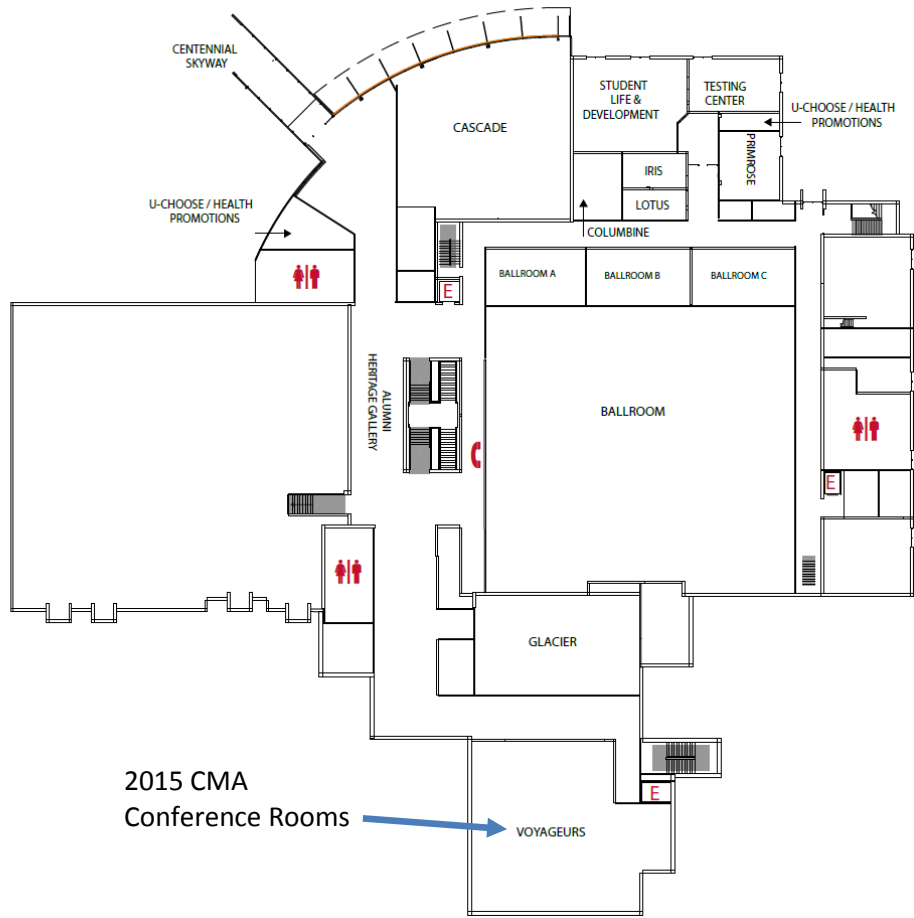 CENTENNIAL
SKYWAY
CASCADE
STUDENT
LIFE &
DEVELOPMENT
TESTING
CENTER
U-CHOOSE / HEALTH
PROMOTIONS
PRIMROSE
IRIS
LOTUS
COLUMBINE
U-CHOOSE / HEALTH
PROMOTIONS
E
BALLROOM A
BALLROOM B
BALLROOM C
ALUMNI
HERITAGE GALLERY
BALLROOM
E
GLACIER
2015 CMA
Conference Rooms
E
VOYAGEURS